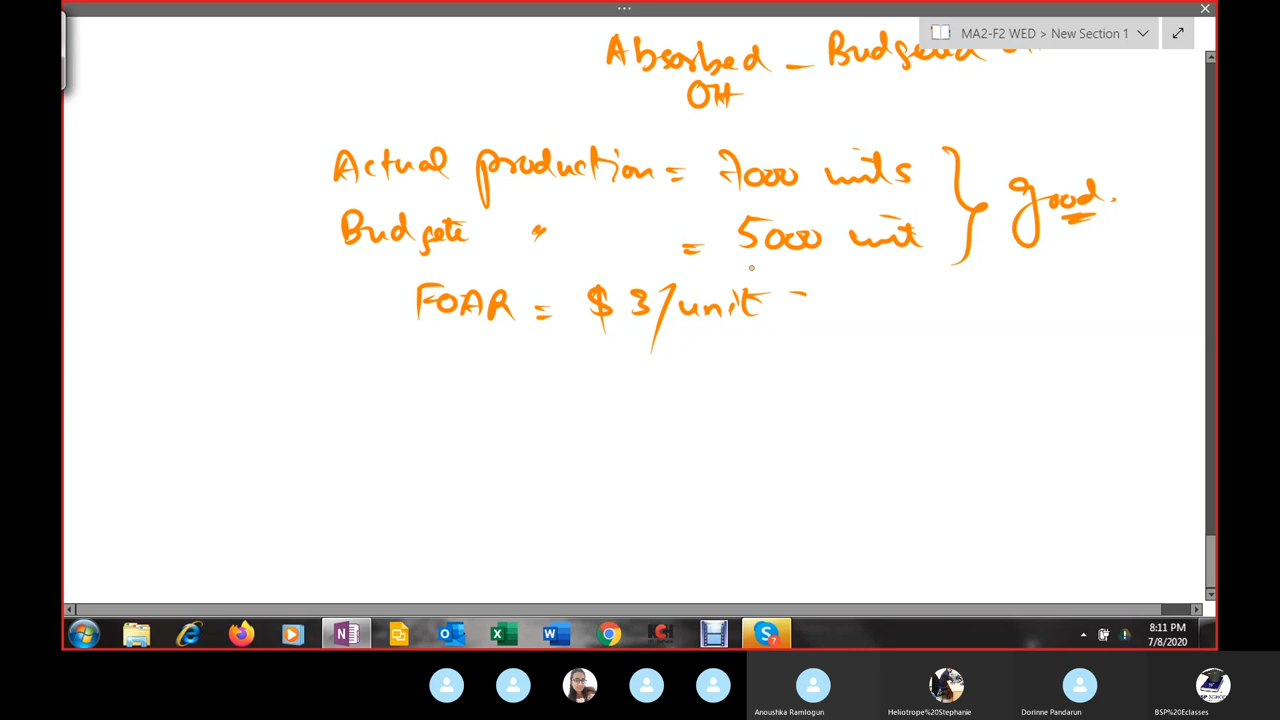 MA2-F2 WED > New Section 1
Absorbed - Budgeted
OH
Actual production = 7000 units
Budgete " = 5000 unit
good.
FOAR = $3/unit -
8:11 PM
7/8/2020
Anoushka Ramlogun
Heliotrope%20Stephanie
Dorinne Pandarun
BSP%20Eclasses